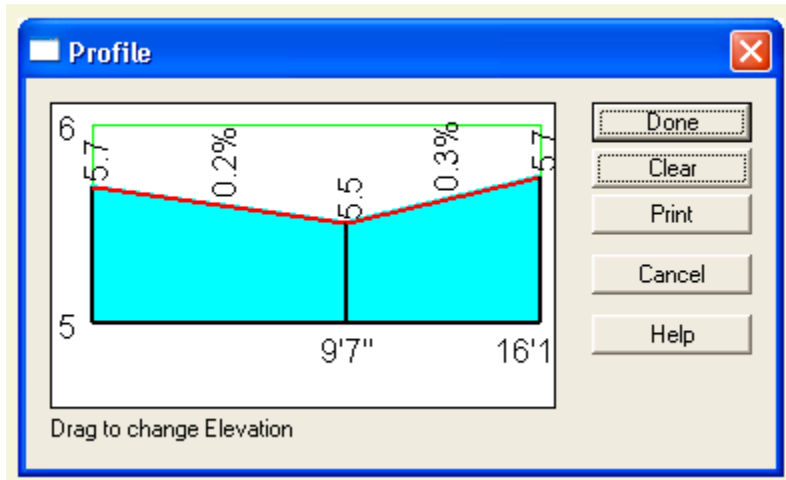 Profile
6
5.7
0.2%
5.5
0.3%
5.7
5
9'7"
16'1
Drag to change Elevation
Done
Clear
Print
Cancel
Help